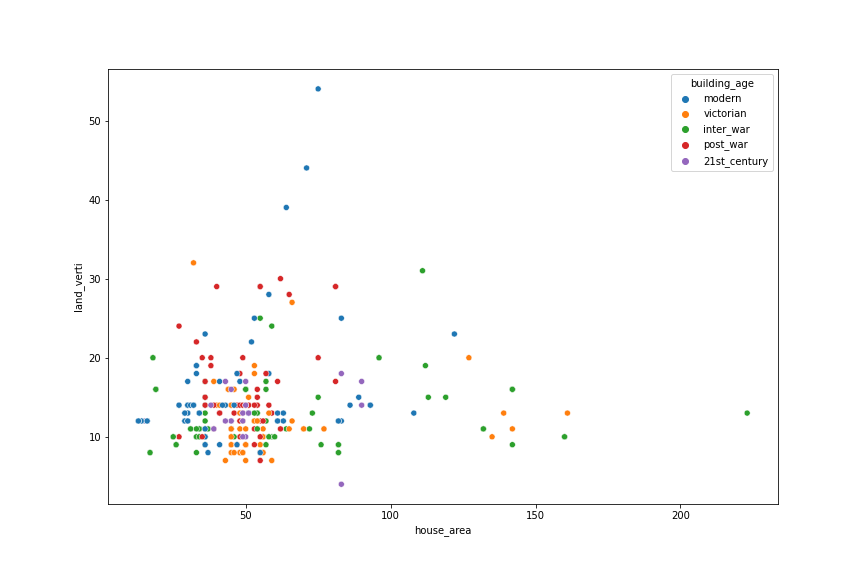 building_age
modern
victorian
inter_war
post_war
21st_century
50
40
30
20
10
land_verti
50
100
150
200
house_area